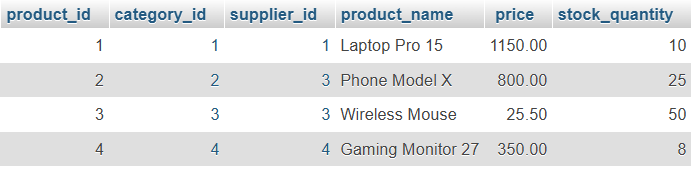 product_id category_id supplier_id product_name price stock_quantity
1 1 1 Laptop Pro 15 1150.00 10
2 2 3 Phone Model X 800.00 25
3 3 3 Wireless Mouse 25.50 50
4 4 4 Gaming Monitor 27 350.00 8